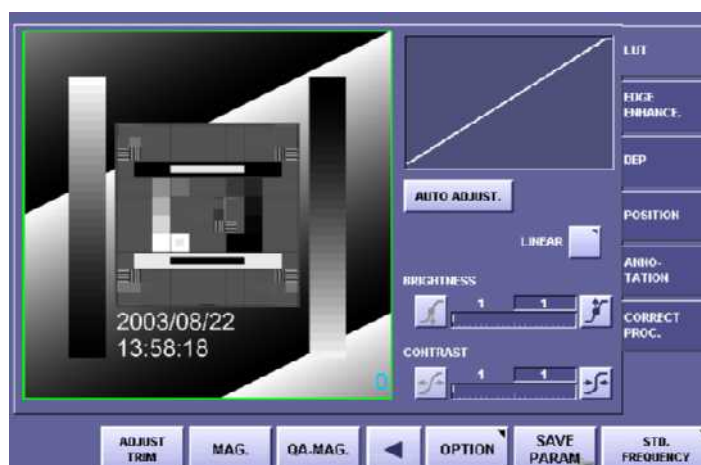 2003/08/22
13:58:18
0
AUTO ADJUST.
LINEAR
BRIGHTNESS
1 1
CONTRAST
1 1
LUT
EDGE
ENHANCE.
DEP
POSITION
ANNO-
TATION
CORRECT
PROC.
ADJUST
TRIM
MAG.
QA-MAG.
OPTION
SAVE
PARAM
STD.
FREQUENCY